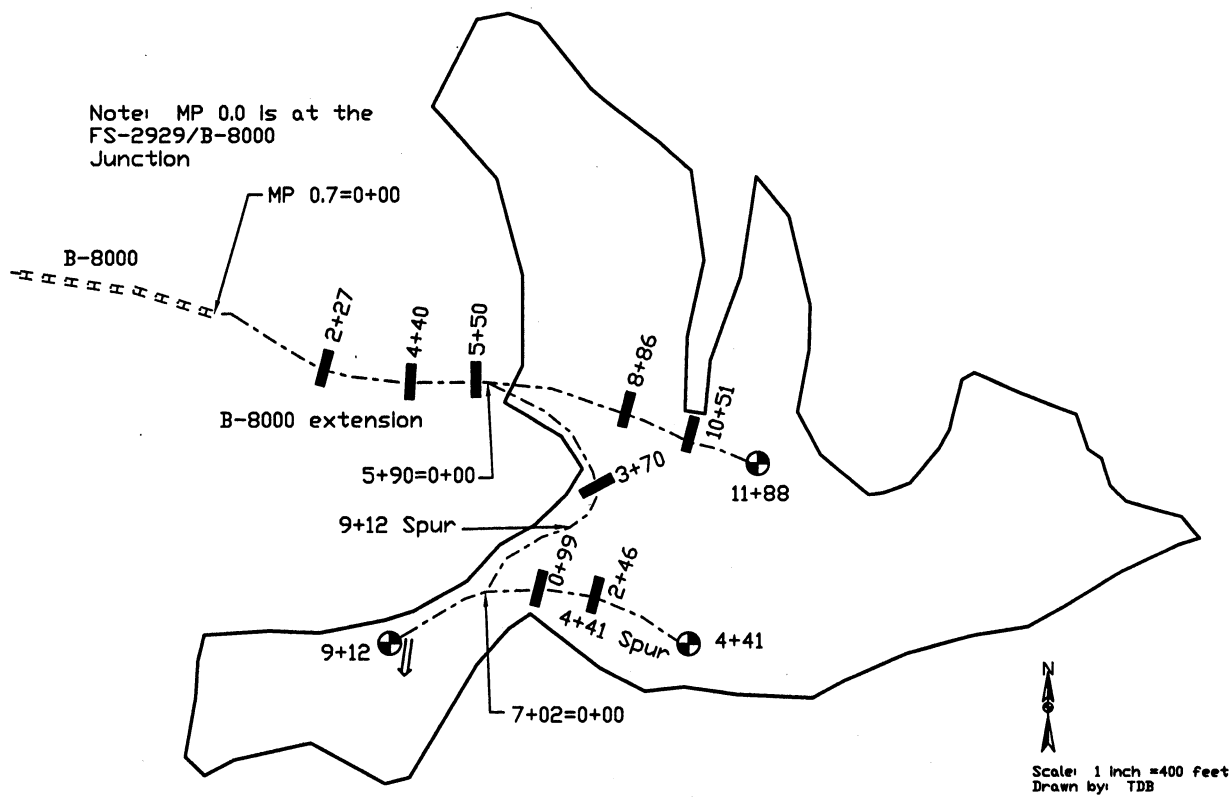 Note: MP 0.0 is at the
FS-2929/B-8000
Junction
MP 0.7=0+00
B-8000
2+27
4+40
5+50
8+86
10+51
B-8000 extension
5+90=0+00
3+70
11+88
9+12 Spur
0+99
2+46
4+41 Spur
4+41
9+12
7+02=0+00
N
Scale: 1 inch =400 feet
Drawn by: TDB